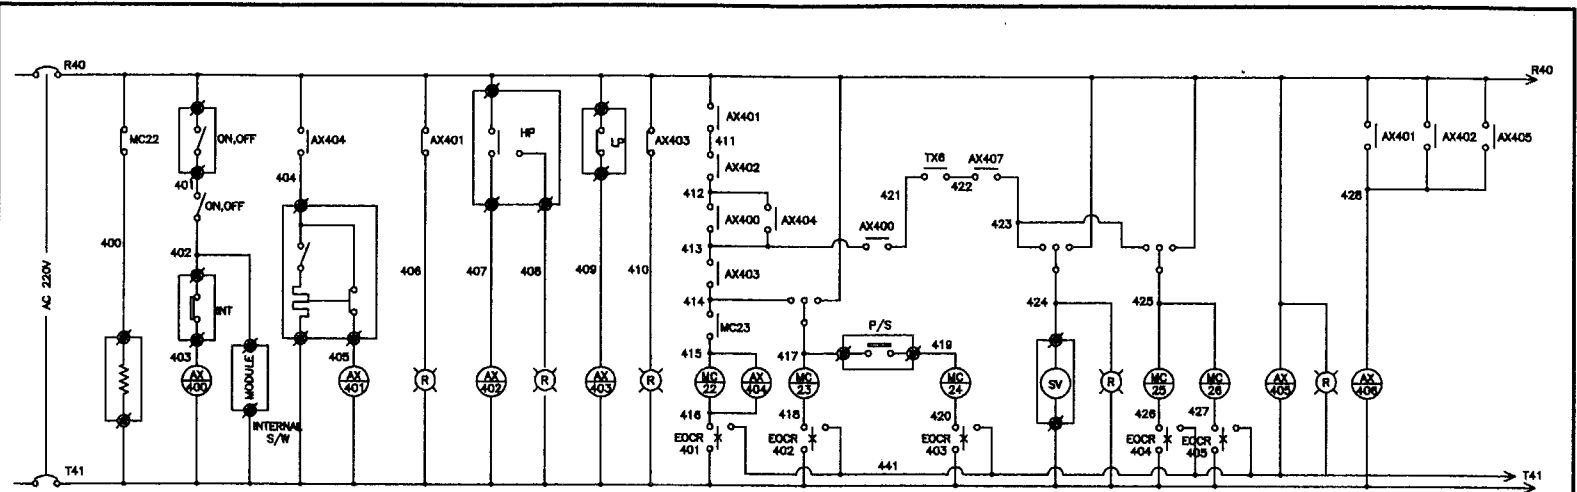 R40
R40
MC22
ON,OFF
AX404
AX401
HP
LP
AX403
AX401
411
AX402
AX401
AX402
AX405
401
404
ON,OFF
412
TX6
AX407
421
422
428
AX400
AX404
AX400
423
400
402
413
406
407
408
409
410
AX403
AC 220V
INT
414
424
425
MC23
P/S
403
405
415
417
419
AX
400
MODULE
AX
401
R
AX
402
R
AX
403
R
MC
22
AX
404
MC
23
MC
24
SV
R
MC
25
MC
26
AX
405
R
AX
406
416
418
420
426
427
INTERNAL
S/W
EOCR
401
EOCR
402
EOCR
403
EOCR
404
EOCR
405
441
T41
T41